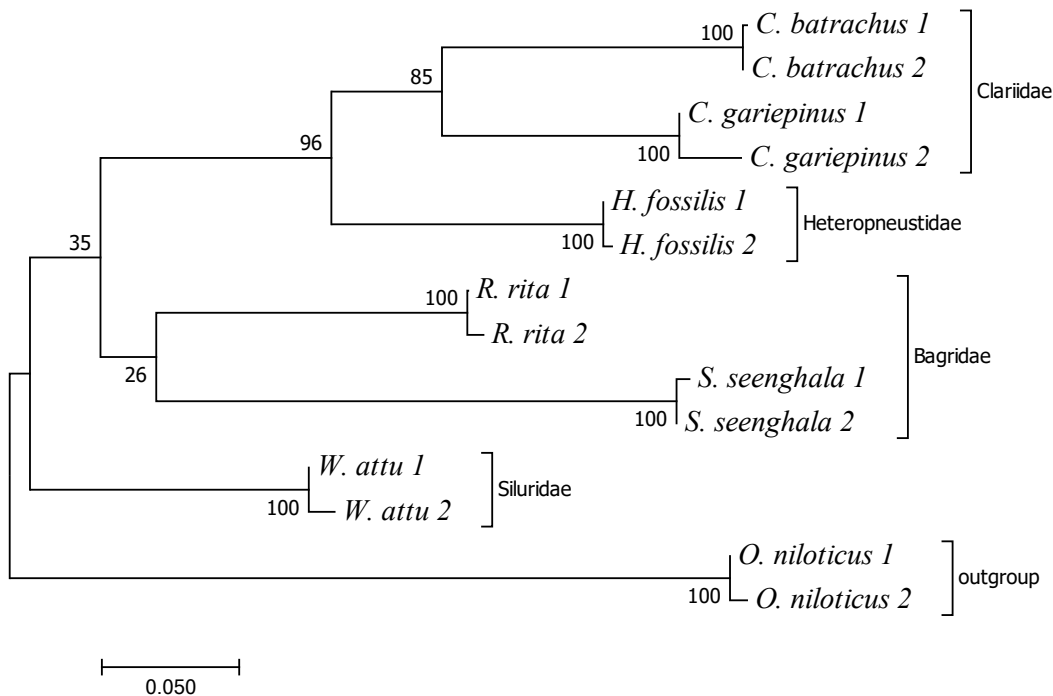 C. batrachus 1
100
C. batrachus 2
85
Clariidae
C. gariepinus 1
100
C. gariepinus 2
96
H. fossilis 1
Heteropneustidae
100
H. fossilis 2
35
R. rita 1
100
R. rita 2
Bagridae
26
S. seenghala 1
100
S. seenghala 2
W. attu 1
Siluridae
100
W. attu 2
O. niloticus 1
outgroup
100
O. niloticus 2
0.050